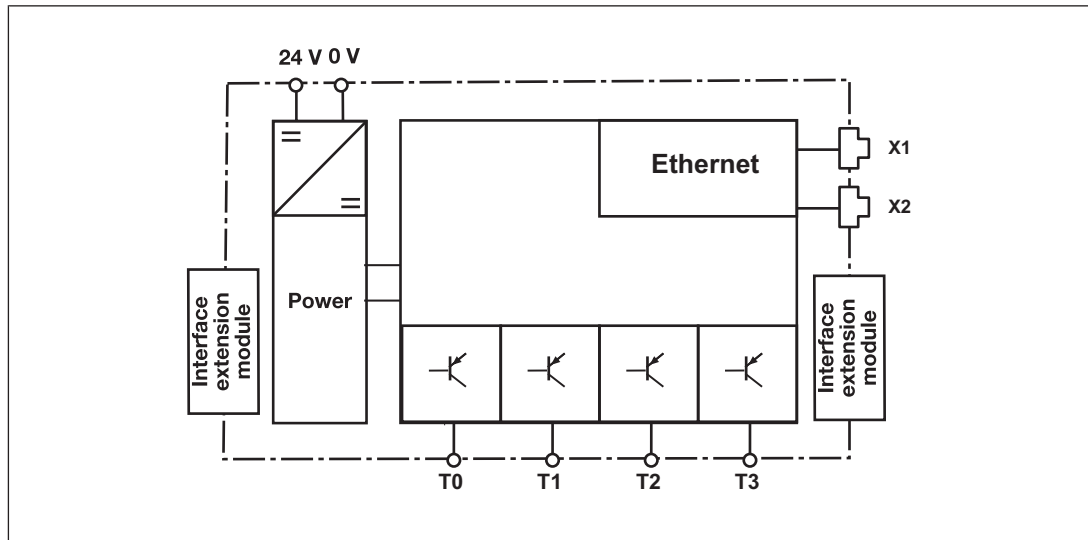 24 V 0 V
Ethernet
X1
X2
Power
Interface
extension
module
Interface
extension
module
T0 T1 T2 T3